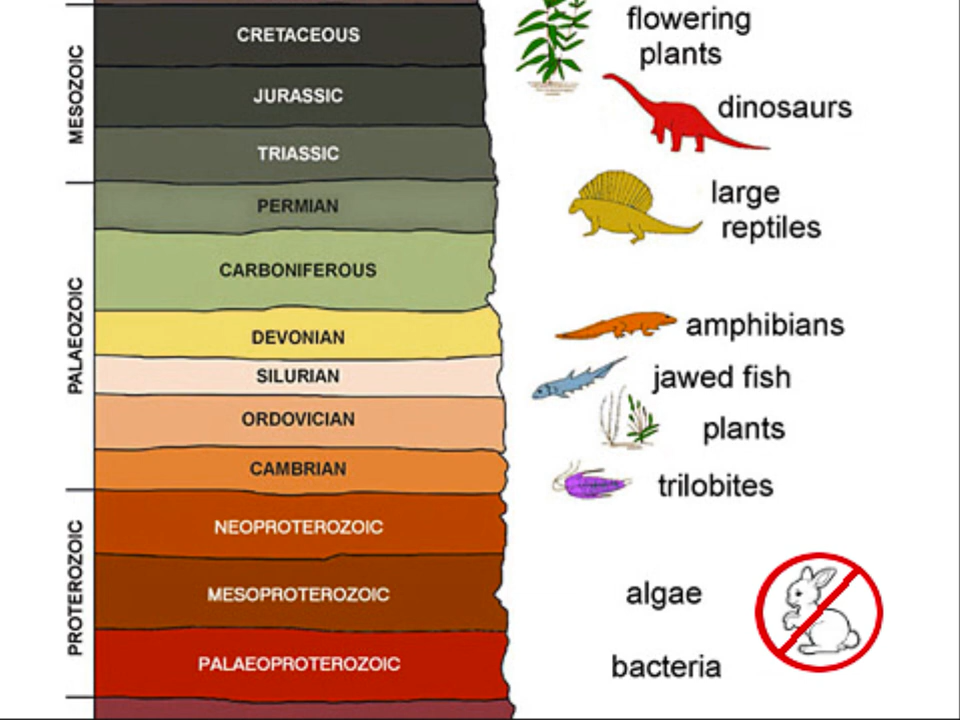 CRETACEOUS
JURASSIC
TRIASSIC
PERMIAN
CARBONIFEROUS
DEVONIAN
SILURIAN
ORDOVICIAN
CAMBRIAN
NEOPROTEROZOIC
MESOPROTEROZOIC
PALAEOPROTEROZOIC
MESOZOIC
PALAEOZOIC
PROTEROZOIC
flowering
plants
dinosaurs
large
reptiles
amphibians
jawed fish
plants
trilobites
algae
bacteria